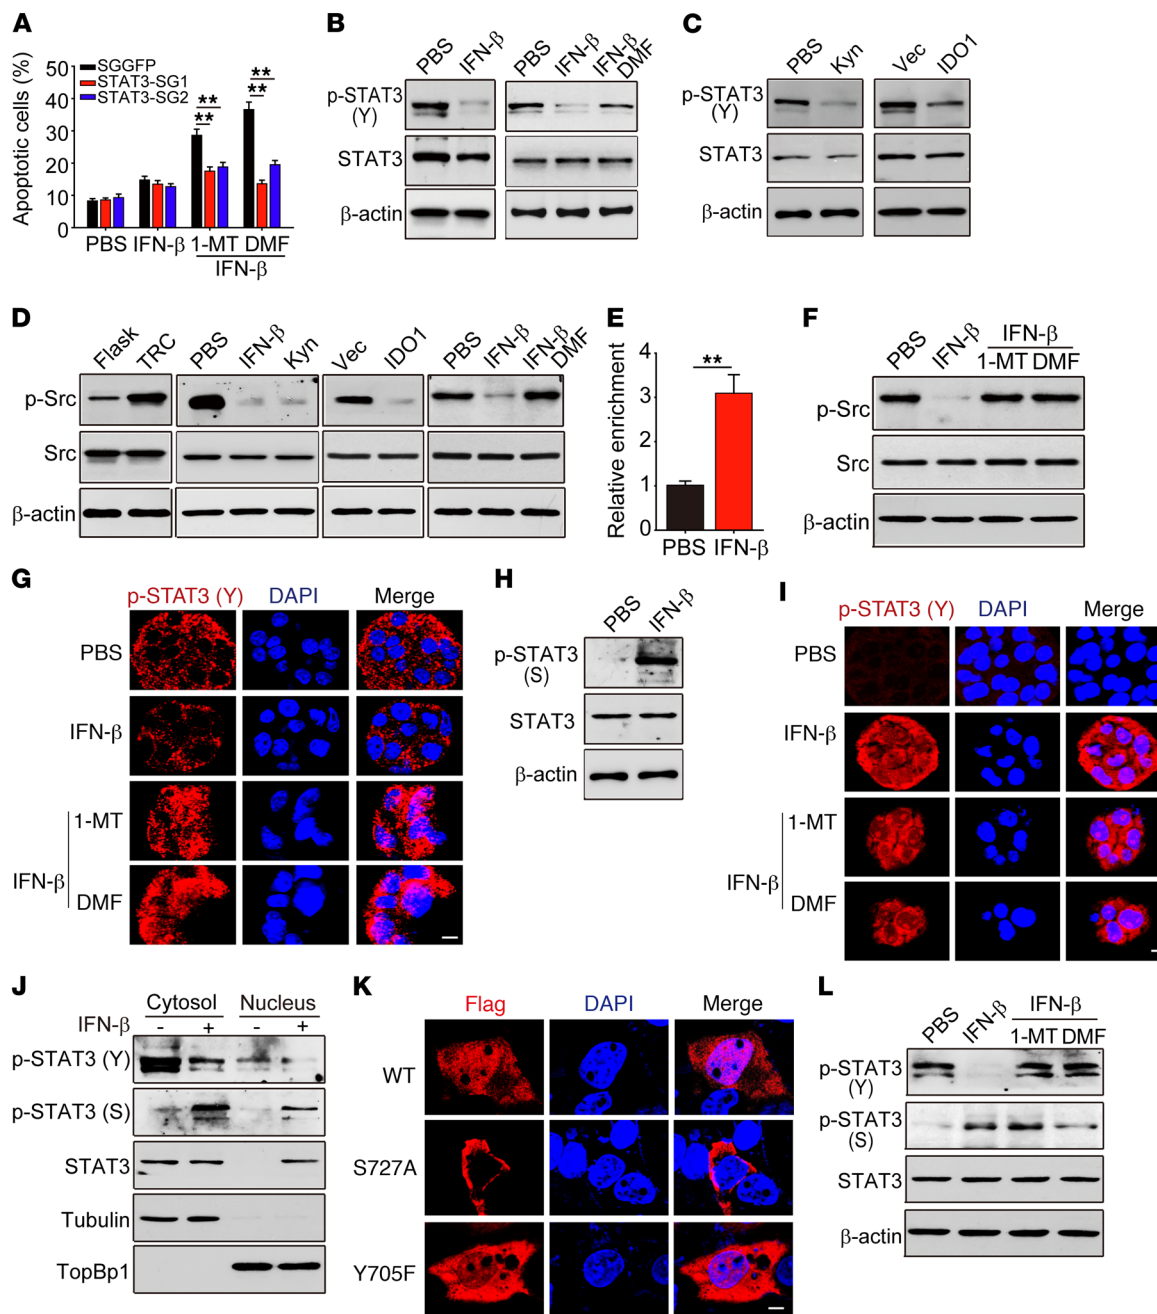 A
Apoptotic cells (%)
50
40
30
20
10
0
SGGFP
STAT3-SG1
STAT3-SG2
** ** ** **
PBS IFN-β 1-MT DMF
IFN-β
B
PBS IFN-β PBS IFN-β IFN-β DMF
p-STAT3 (Y)
STAT3
β-actin
C
PBS Kyn Vec IDO1
p-STAT3 (Y)
STAT3
β-actin
D
Flask TRC PBS IFN-β Kyn Vec IDO1 PBS IFN-β IFN-β DMF
p-Src
Src
β-actin
E
Relative enrichment
4
3
2
1
0
**
PBS IFN-β
F
IFN-β
PBS IFN-β 1-MT DMF
p-Src
Src
β-actin
G
p-STAT3 (Y) DAPI Merge
PBS
IFN-β
1-MT
IFN-β
DMF
H
PBS IFN-β
p-STAT3 (S)
STAT3
β-actin
I
p-STAT3 (Y) DAPI Merge
PBS
IFN-β
1-MT
IFN-β
DMF
J
Cytosol Nucleus
IFN-β - + - +
p-STAT3 (Y)
p-STAT3 (S)
STAT3
Tubulin
TopBp1
K
Flag DAPI Merge
WT
S727A
Y705F
L
IFN-β
PBS IFN-β 1-MT DMF
p-STAT3 (Y)
p-STAT3 (S)
STAT3
β-actin